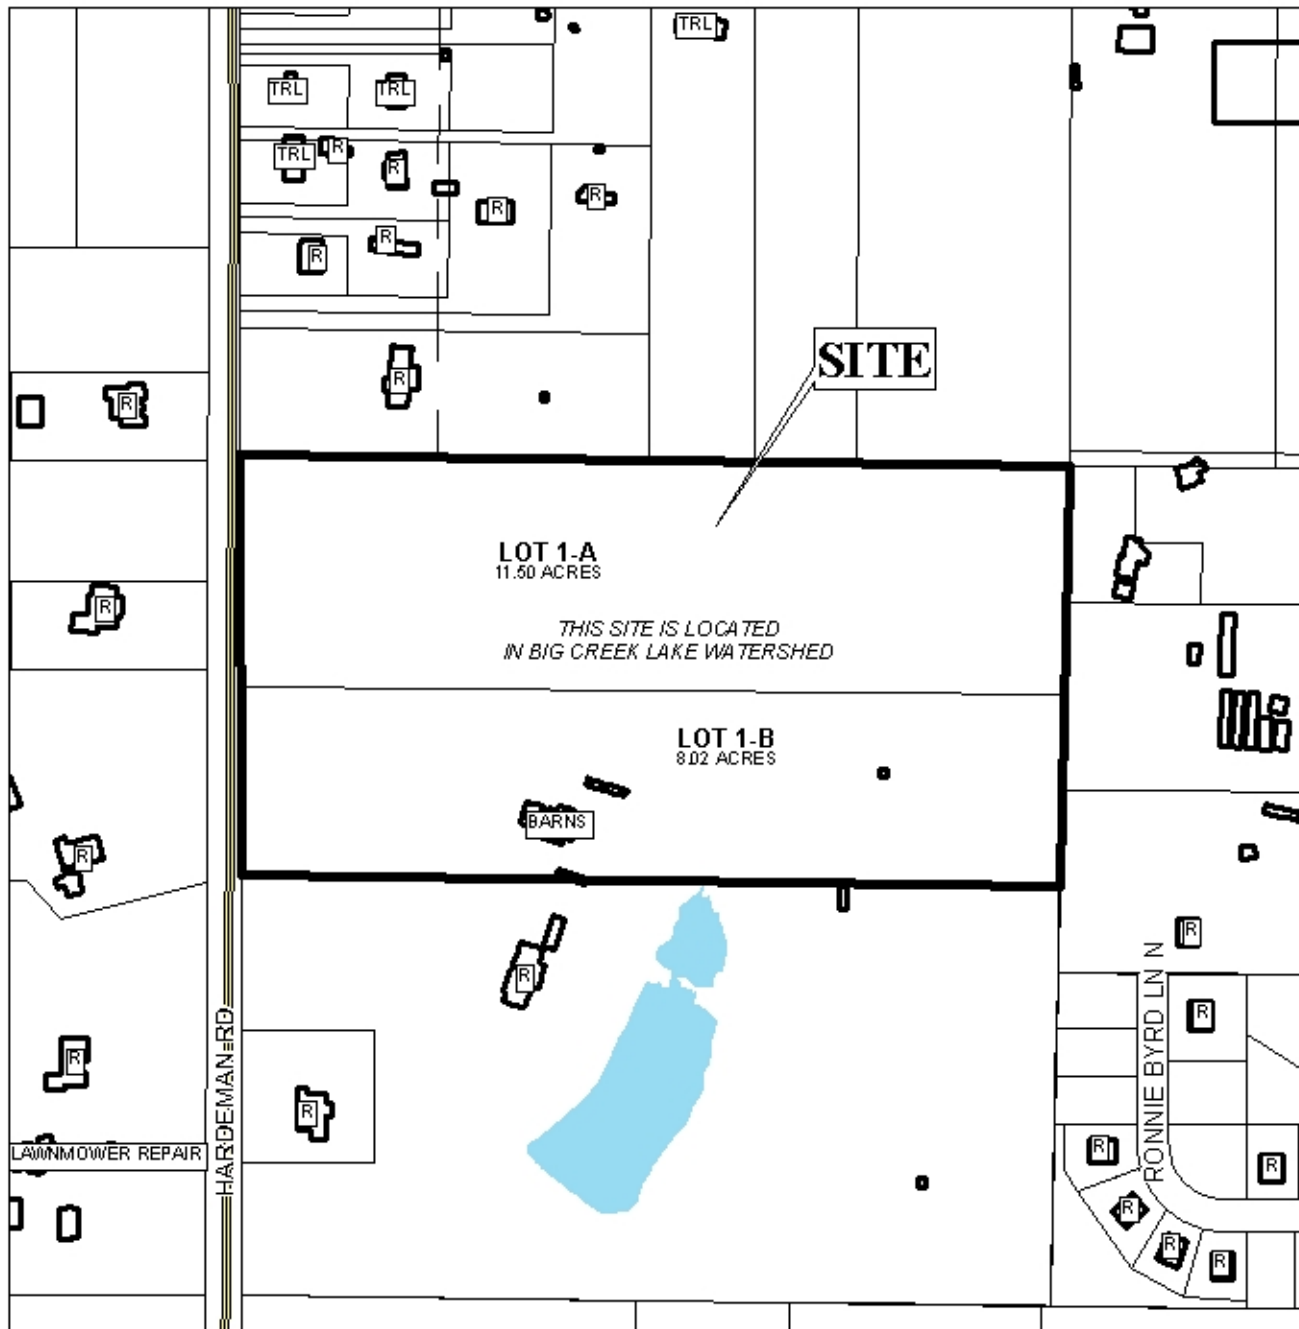 TRL
TRL
TRL
TRL
R
R
R
R
R
R
SITE
R
R
LOT 1-A
11.50 ACRES
THIS SITE IS LOCATED
IN BIG CREEK LAKE WATERSHED
R
LOT 1-B
8.02 ACRES
BARNS
R
R
R
R
HARDEMAN RD
RONNIE BYRD LN N
R
R
LAWNMOWER REPAIR
R
R
R
R
R